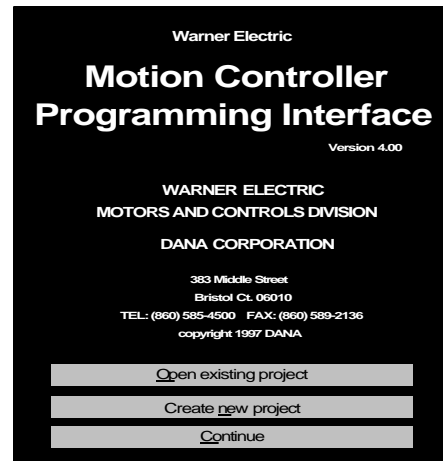 Warner Electric
Motion Controller
Programming Interface
Version 4.00
WARNER ELECTRIC
MOTORS AND CONTROLS DIVISION
DANA CORPORATION
383 Middle Street
Bristol Ct. 06010
TEL: (860) 585-4500 FAX: (860) 589-2136
copyright 1997 DANA
Open existing project
Create new project
Continue